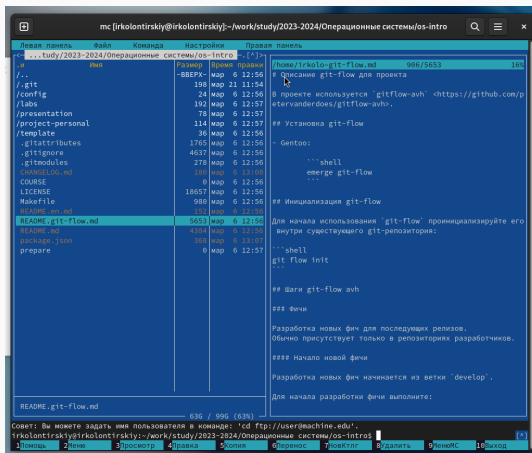 mc [irkolontirskiy@irkolontirskiy]:~/work/study/2023-2024/Операционные системы/os-intro
Левая панель Файл Команда Настройки Правая панель
<— ...tudy/2023-2024/Операционные системы/os-intro —.[^]>
.и Имя Размер Время правки
/.. -ВВЕРХ- мар 6 12:56
/.git 198 мар 21 11:54
/config 24 мар 6 12:56
/labs 192 мар 6 12:57
/presentation 78 мар 6 12:57
/project-personal 114 мар 6 12:57
/template 36 мар 6 12:56
.gitattributes 1765 мар 6 12:56
.gitignore 4637 мар 6 12:56
.gitmodules 278 мар 6 12:56
CHANGELOG.md 180 мар 6 13:08
COURSE 0 мар 6 12:57
LICENSE 18657 мар 6 12:56
Makefile 980 мар 6 12:56
README.en.md 152 мар 6 12:56
README.git-flow.md 5653 мар 6 12:56
README.md 4384 мар 6 12:56
package.json 368 мар 6 13:07
prepare 0 мар 6 12:57
README.git-flow.md
63G / 99G (63%)
/home/irkolo~git-flow.md 906/5653 16%
# Описание git-flow для проекта
В проекте используется `gitflow-avh` <https://github.com/p
etervanderdoes/gitflow-avh>.
## Установка git-flow
- Gentoo:
```shell
emerge git-flow
```
## Инициализация git-flow
Для начала использования `git-flow` проинициализируйте его
внутри существующего git-репозитория:
```shell
git flow init
```
## Шаги git-flow avh
### Фичи
Разработка новых фич для последующих релизов.
Обычно присутствует только в репозиториях разработчиков.
#### Начало новой фичи
Разработка новых фич начинается из ветки `develop`.
Для начала разработки фичи выполните:
Совет: Вы можете задать имя пользователя в команде: 'cd ftp://user@machine.edu'.
irkolontirskiy@irkolontirskiy:~/work/study/2023-2024/Операционные системы/os-intro$ [^]
1Помощь 2Меню 3Просмотр 4Правка 5Копия 6Перенос 7НовКтлг 8Удалить 9МенюМС 10Выход